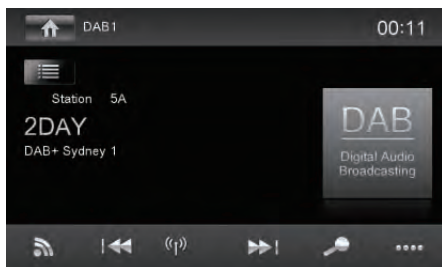 DAB1
00:11
Station 5A
2DAY
DAB+ Sydney 1
DAB
Digital Audio
Broadcasting